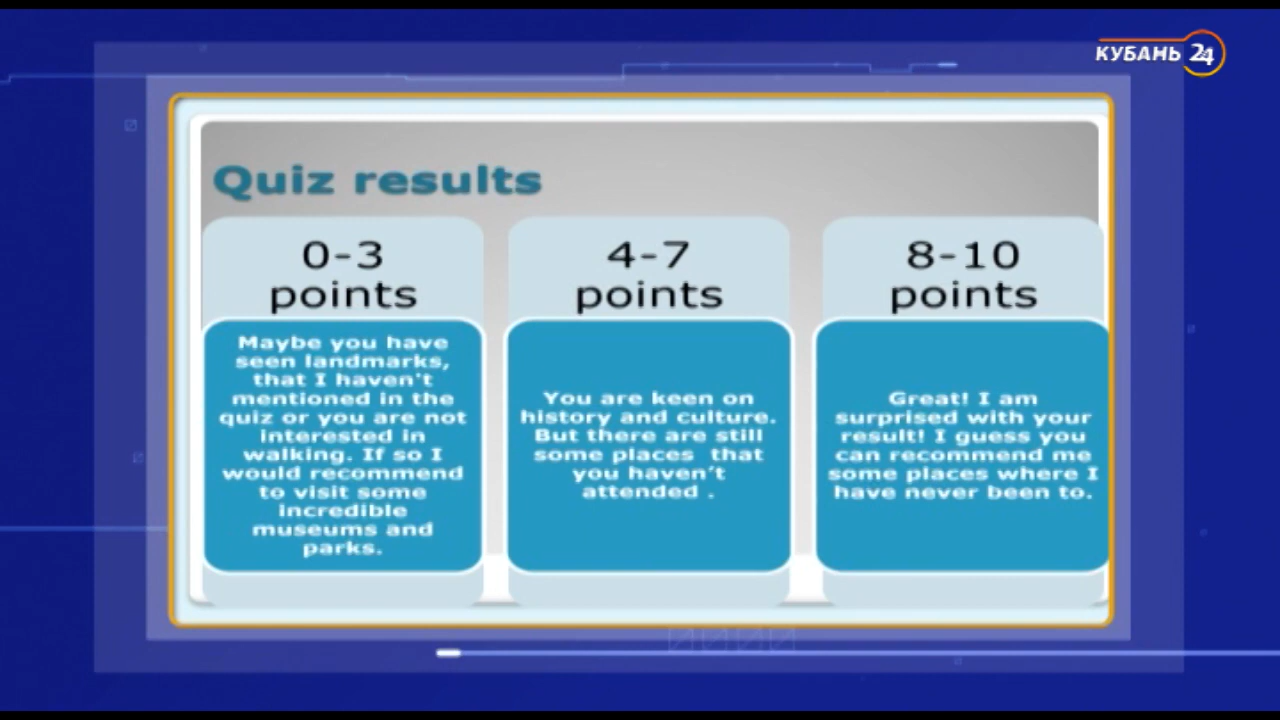 КУБАНЬ 24
Quiz results
0-3
points
Maybe you have
seen landmarks,
that I haven't
mentioned in the
quiz or you are not
interested in
walking. If so I
would recommend
to visit some
incredible
museums and
parks.
4-7
points
You are keen on
history and culture.
But there are still
some places that
you haven't
attended .
8-10
points
Great! I am
surprised with your
result! I guess you
can recommend me
some places where I
have never been to.